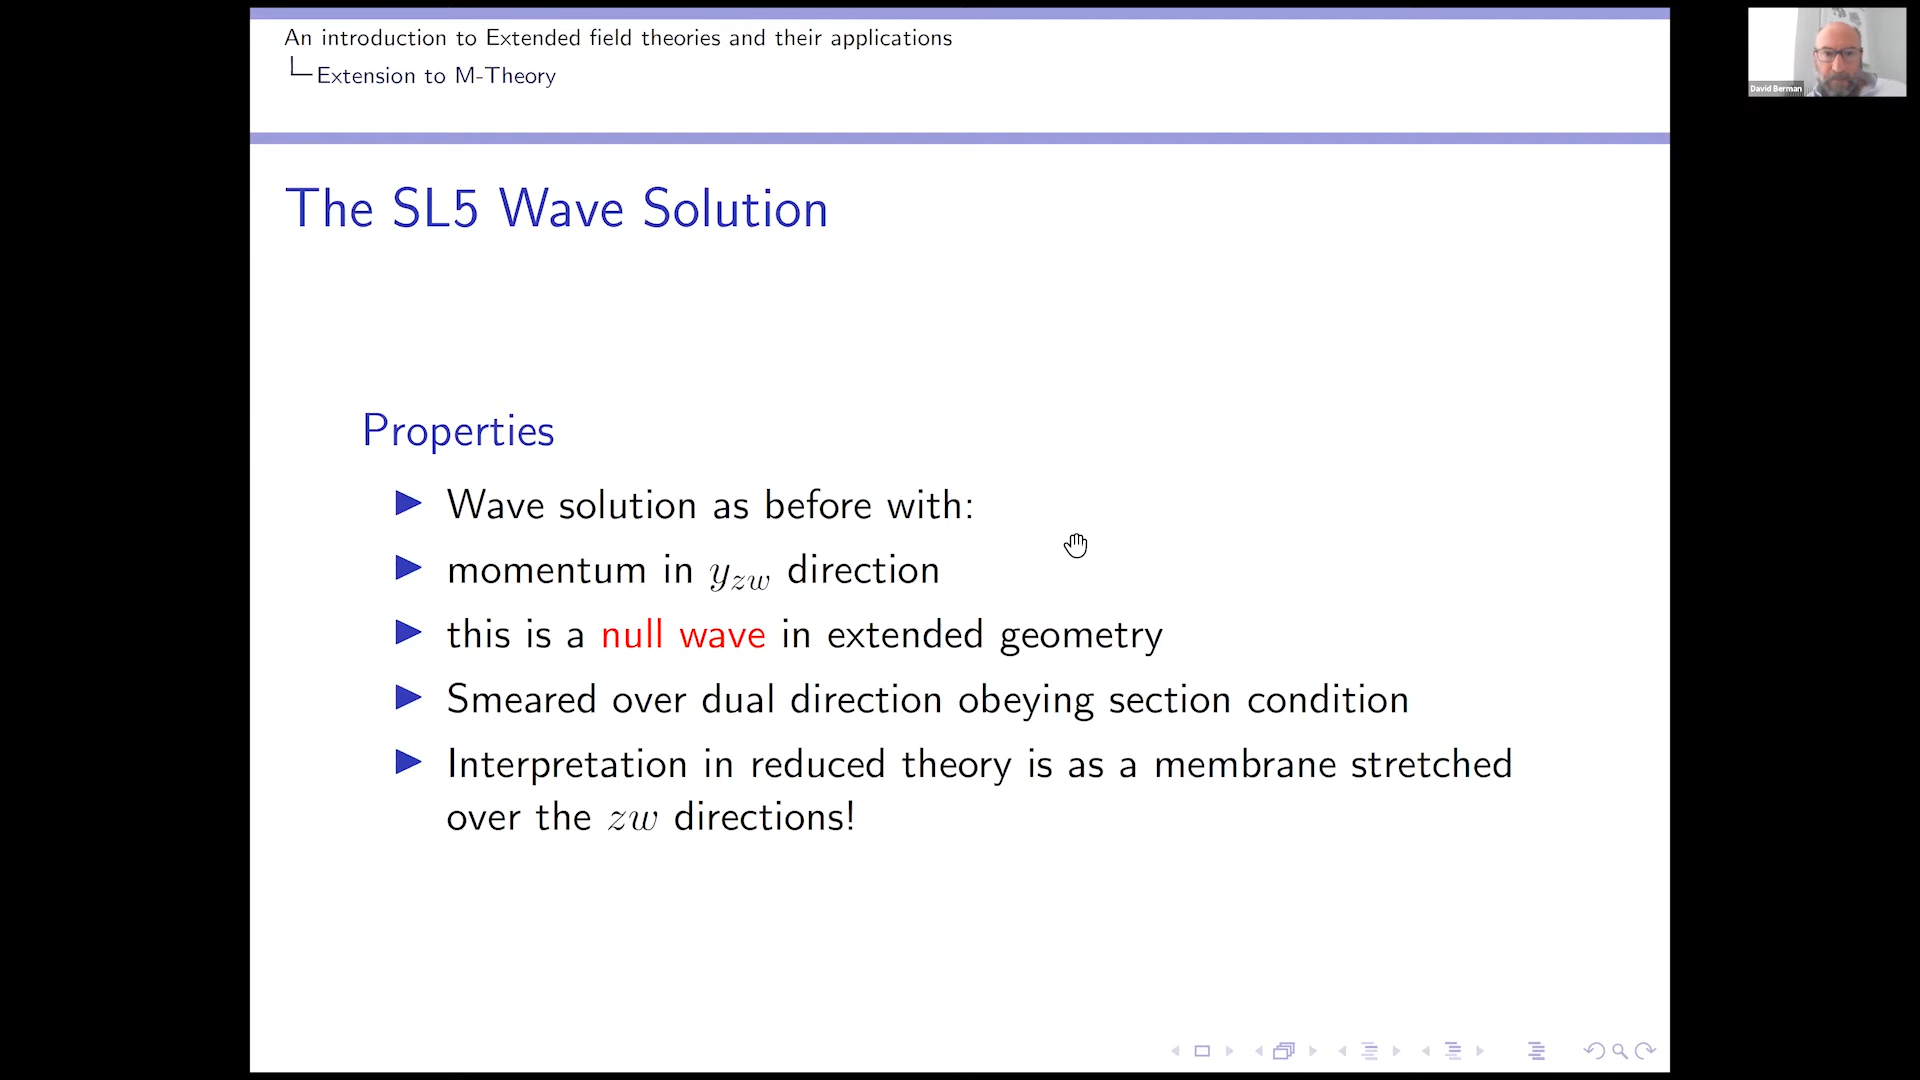 An introduction to Extended field theories and their applications
Extension to M-Theory
David Berman
The SL5 Wave Solution
Properties
Wave solution as before with:
momentum in y_{zw} direction
this is a null wave in extended geometry
Smeared over dual direction obeying section condition
Interpretation in reduced theory is as a membrane stretched
over the zw directions!